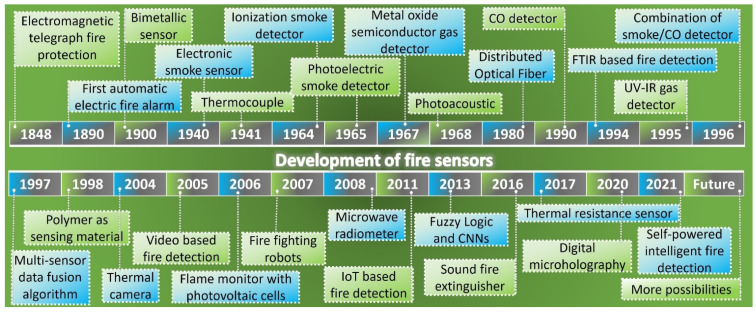 Electromagnetic
telegraph fire
protection
First automatic
electric fire alarm
Bimetallic
sensor
Electronic
smoke sensor
Thermocouple
Ionization smoke
detector
Photoelectric
smoke detector
Metal oxide
semiconductor gas
detector
Photoacoustic
Distributed
Optical Fiber
CO detector
FTIR based fire detection
UV-IR gas
detector
Combination of
smoke/CO detector
1848 1890 1900 1940 1941 1964 1965 1967 1968 1980 1990 1994 1995 1996
Development of fire sensors
1997 1998 2004 2005 2006 2007 2008 2011 2013 2016 2017 2020 2021 Future
Multi-sensor
data fusion
algorithm
Polymer as
sensing material
Thermal
camera
Video based
fire detection
Flame monitor with
photovoltaic cells
Fire fighting
robots
Microwave
radiometer
IoT based
fire detection
Fuzzy Logic
and CNNs
Sound fire
extinguisher
Thermal resistance sensor
Digital
microholography
Self-powered
intelligent fire
detection
More possibilities